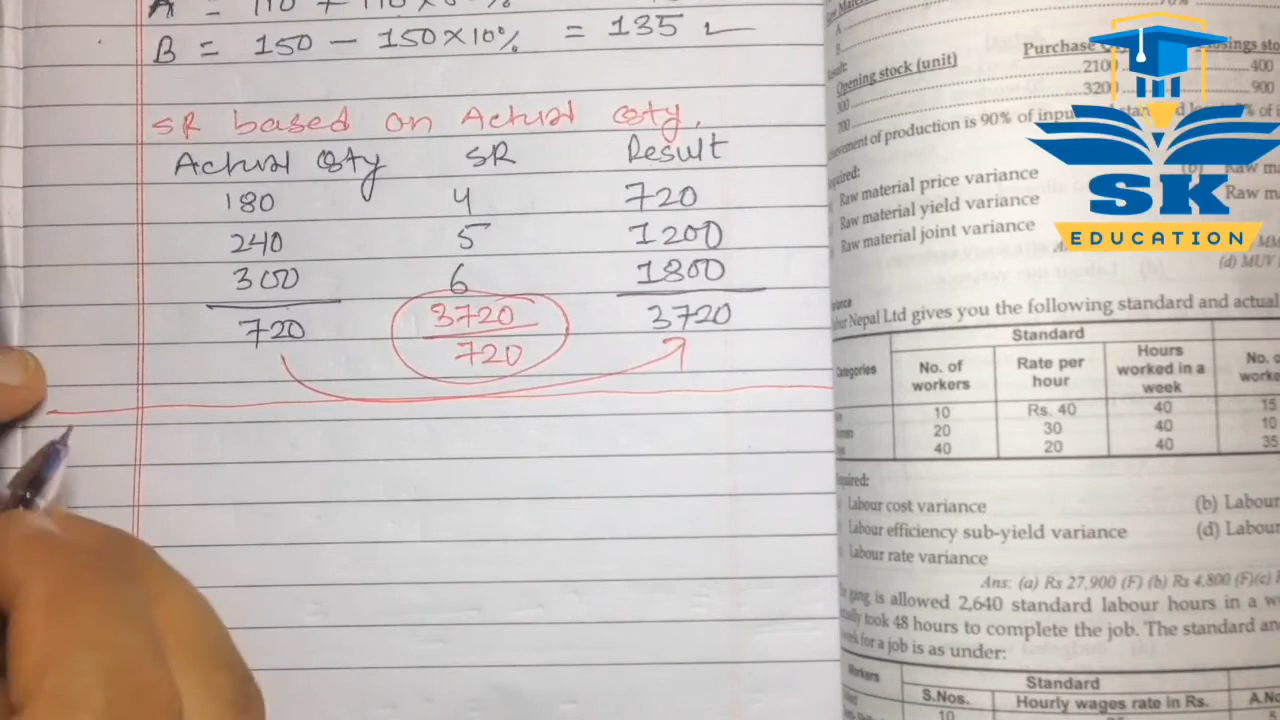 B = 150 - 150×10% = 135
SR based on Actual Qty.
Actual Qty SR Result
180 4 720
240 5 1200
300 6 1800
720 3720/720 3720
Purchase
Opening stock (unit)
2100 400
300 3200 900
700
of production is 90% of
Raw material price variance
Raw material yield variance
Raw material joint variance
(b) Raw
Raw
(d) MUV
SK
EDUCATION
Nepal Ltd gives you the following standard and actual
Standard
Categories No. of workers Rate per hour Hours worked in a week No.
10 Rs. 40 40 15
20 30 40 10
40 20 40 35
Labour cost variance (b) Labour
Labour efficiency sub-yield variance (d) Labour
Labour rate variance
Ans: (a) Rs 27,900 (F) (b) Rs 4,800 (F)(c)
gang is allowed 2,640 standard labour hours in a
took 48 hours to complete the job. The standard
week for a job is as under:
Workers Standard
S.Nos. Hourly wages rate in Rs.
10